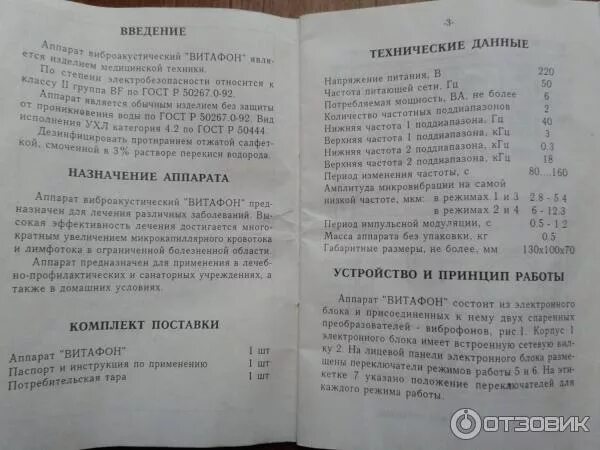 ВВЕДЕНИЕ
Аппарат виброакустический "ВИТАФОН" явля-
ется изделием медицинской техники.
По степени электробезопасности относится к
классу II группа BF по ГОСТ Р 50267.0-92.
Аппарат является обычным изделием без защиты
от проникновения воды по ГОСТ Р 50267.0-92. Вид
исполнения УХЛ категория 4.2 по ГОСТ Р 50444.
Дезинфицировать протиранием отжатой салфет-
кой, смоченной в 3% растворе перекиси водорода.
НАЗНАЧЕНИЕ АППАРАТА
Аппарат виброакустический "ВИТАФОН" пред-
назначен для лечения различных заболеваний. Вы-
сокая эффективность лечения достигается много-
кратным увеличением микрокапиллярного кровотока
и лимфотока в ограниченной болезненной области.
Аппарат предназначен для применения в лечеб-
но-профилактических и санаторных учреждениях, а
также в домашних условиях.
КОМПЛЕКТ ПОСТАВКИ
Аппарат "ВИТАФОН" 1 шт
Паспорт и инструкция по применению 1 шт
Потребительская тара 1 шт
-3-
ТЕХНИЧЕСКИЕ ДАННЫЕ
Напряжение питания, В 220
Частота питающей сети, Гц 50
Потребляемая мощность, ВА, не более 6
Количество частотных поддиапазонов 2
Нижняя частота 1 поддиапазона, Гц 40
Верхняя частота 1 поддиапазона, кГц 3
Нижняя частота 2 поддиапазона, кГц 0.3
Верхняя частота 2 поддиапазона, кГц 18
Период изменения частоты, с 80....160
Амплитуда микровибрации на самой
низкой частоте, мкм: в режимах 1 и 3 2.8 - 5.4
в режимах 2 и 4 6 - 12.3
Период импульсной модуляции, с 0.5 - 1.2
Масса аппарата без упаковки, кг 0.5
Габаритные размеры, не более, мм 130х100х70
УСТРОЙСТВО И ПРИНЦИП РАБОТЫ
Аппарат "ВИТАФОН" состоит из электронного
блока и присоединенных к нему двух спаренных
преобразователей - виброфонов, рис.1. Корпус 1
электронного блока имеет встроенную сетевую вил-
ку 2. На лицевой панели электронного блока разме-
щены переключатели режимов работы 5 и 6. На эти-
кетке 7 указано положение переключателей для
каждого режима работы.
ОТЗОВИК